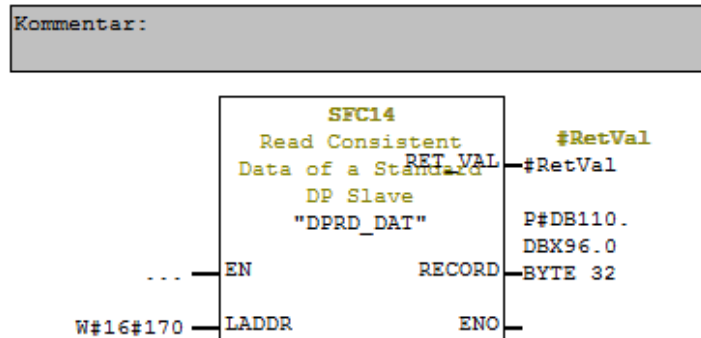 Kommentar:
SFC14
Read Consistent
Data of a Standard
DP Slave
"DPRD_DAT"
RET_VAL
#RetVal
#RetVal
... EN
RECORD
P#DB110.
DBX96.0
BYTE 32
W#16#170 LADDR
ENO